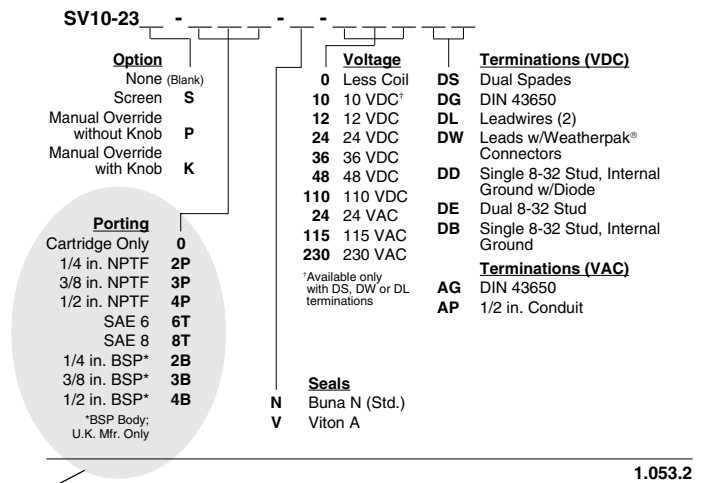 SV10-23__ - ___ - _ - ___ __
Option
None (Blank)
Screen S
Manual Override
without Knob P
Manual Override
with Knob K
Porting
Cartridge Only 0
1/4 in. NPTF 2P
3/8 in. NPTF 3P
1/2 in. NPTF 4P
SAE 6 6T
SAE 8 8T
1/4 in. BSP* 2B
3/8 in. BSP* 3B
1/2 in. BSP* 4B
*BSP Body;
U.K. Mfr. Only
Voltage
0 Less Coil
10 10 VDC†
12 12 VDC
24 24 VDC
36 36 VDC
48 48 VDC
110 110 VDC
24 24 VAC
115 115 VAC
230 230 VAC
†Available only
with DS, DW or DL
terminations
Seals
N Buna N (Std.)
V Viton A
Terminations (VDC)
DS Dual Spades
DG DIN 43650
DL Leadwires (2)
DW Leads w/Weatherpak®
Connectors
DD Single 8-32 Stud, Internal
Ground w/Diode
DE Dual 8-32 Stud
DB Single 8-32 Stud, Internal
Ground
Terminations (VAC)
AG DIN 43650
AP 1/2 in. Conduit
1.053.2